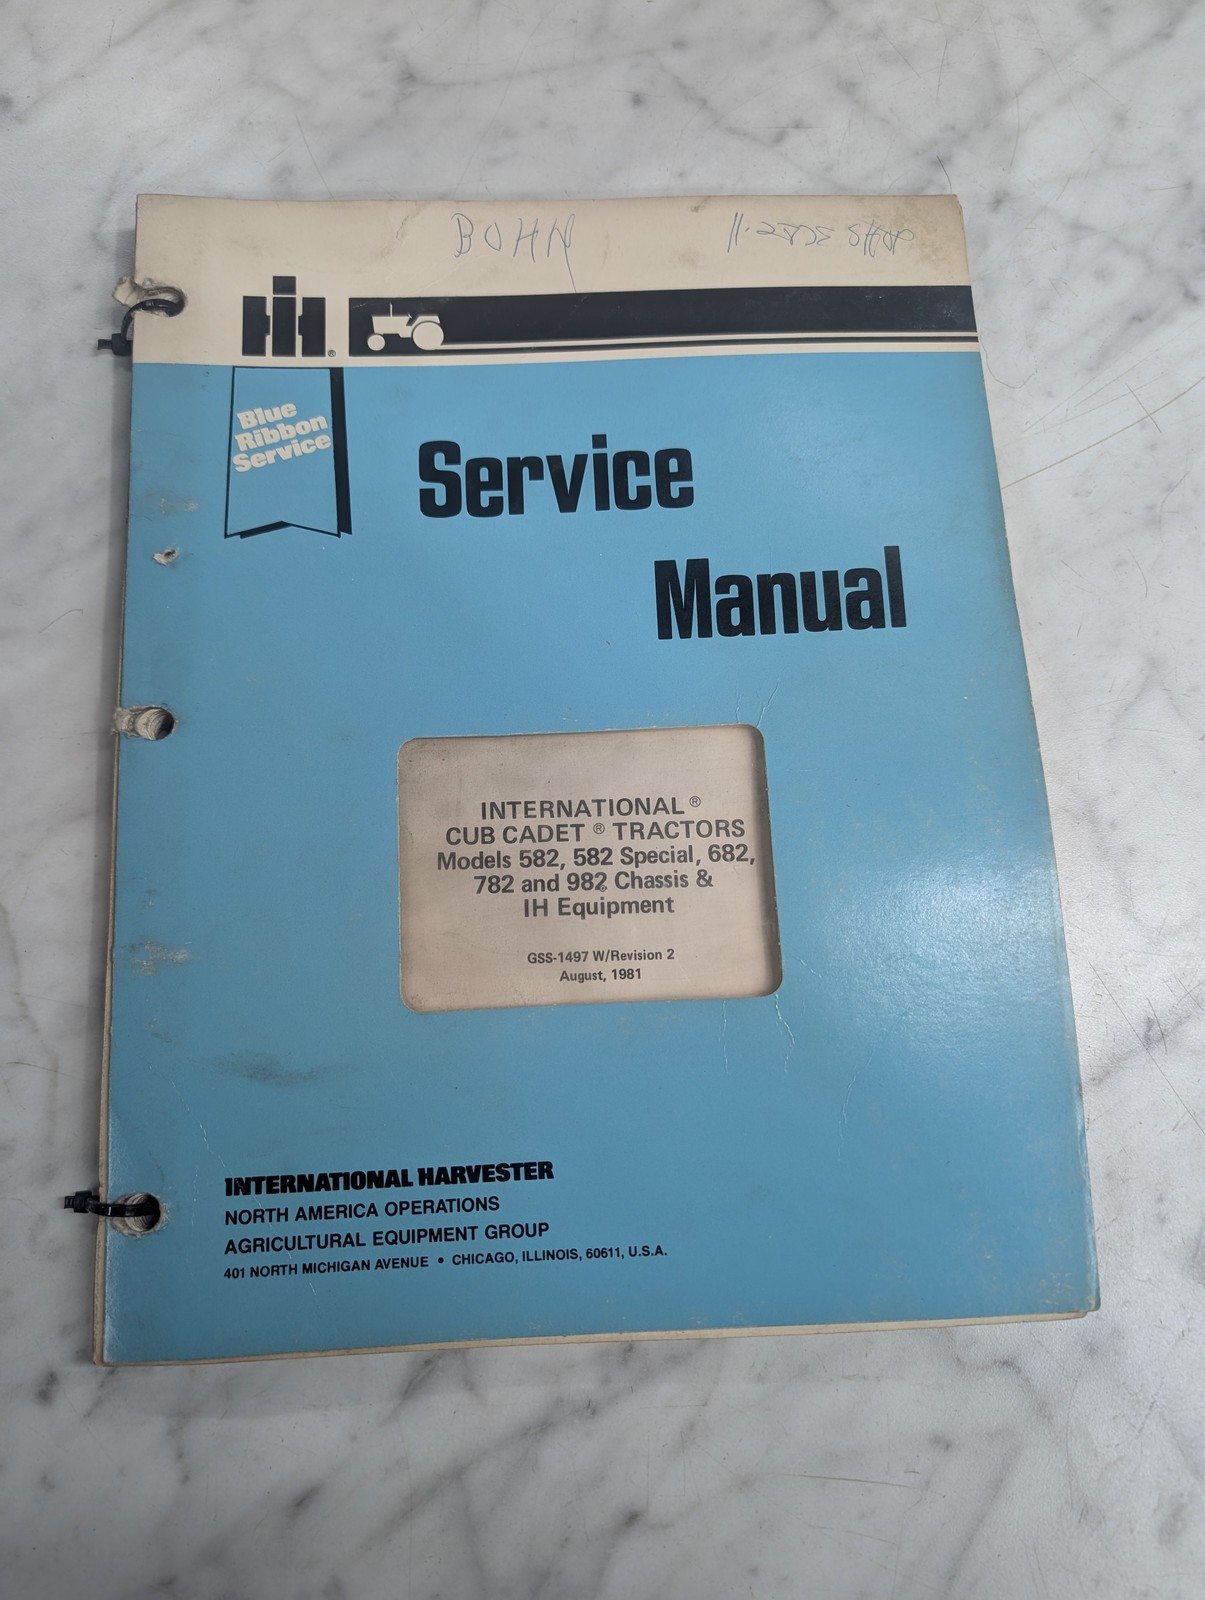 BOHN
SHOP
IH®
Blue
Ribbon
Service
Service
Manual
INTERNATIONAL®
CUB CADET® TRACTORS
Models 582, 582 Special, 682,
782 and 982 Chassis &
IH Equipment
GSS-1497 W/Revision 2
August, 1981
INTERNATIONAL HARVESTER
NORTH AMERICA OPERATIONS
AGRICULTURAL EQUIPMENT GROUP
401 NORTH MICHIGAN AVENUE • CHICAGO, ILLINOIS, 60611, U.S.A.